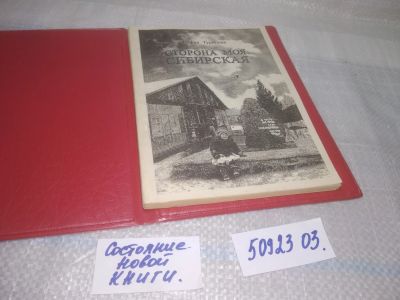 СТОРОНА МОЯ
СИБИРСКАЯ
Состояние
новой
книги.
50923 03.